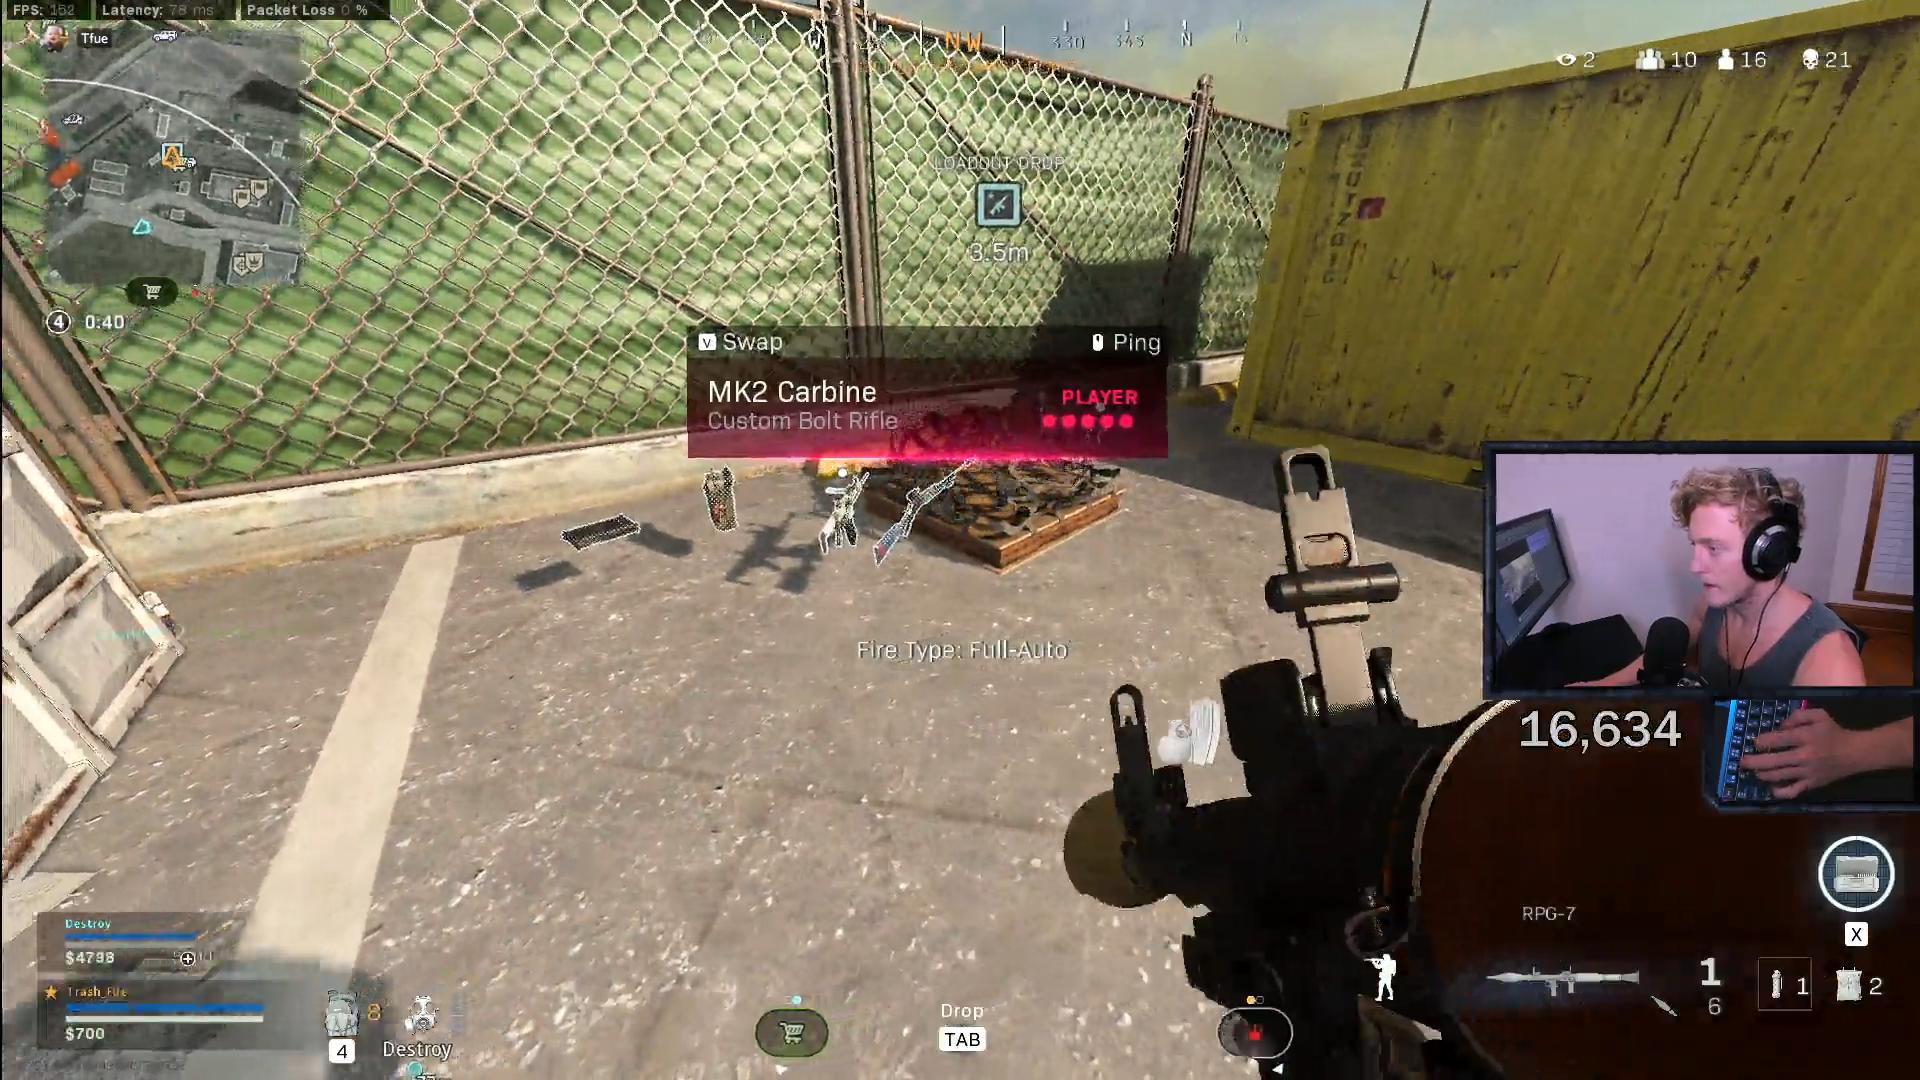 FPS: 152 Latency: 78 ms Packet Loss 0 %
Tfue
W NW 330 345 N
2 10 16 21
LOADOUT DROP
3.5m
4 0:40
V Swap Ping
MK2 Carbine PLAYER
Custom Bolt Rifle
Fire Type: Full-Auto
16,634
Destroy
$4798
Trash_File
$700
8
4
Destroy
Drop
TAB
RPG-7
X
1
6
1
2